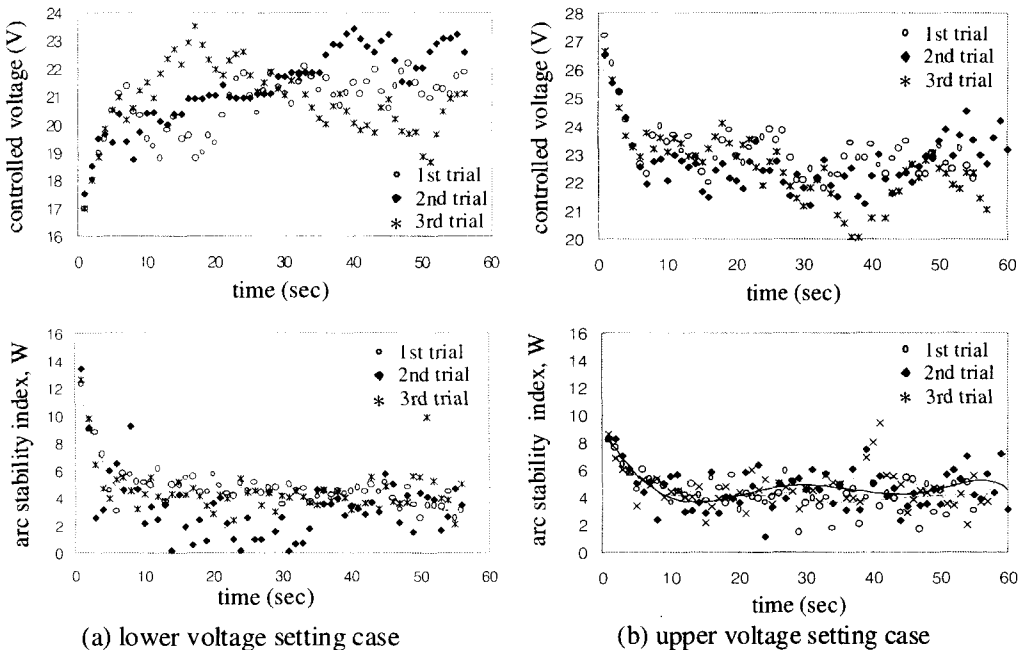 controlled voltage (V)
24
23
22
21
20
19
18
17
16
0 10 20 30 40 50 60
time (sec)
1st trial
2nd trial
3rd trial
controlled voltage (V)
28
27
26
25
24
23
22
21
20
0 10 20 30 40 50 60
time (sec)
1st trial
2nd trial
3rd trial
arc stability index, W
16
14
12
10
8
6
4
2
0
0 10 20 30 40 50 60
time (sec)
1st trial
2nd trial
3rd trial
(a) lower voltage setting case
arc stability index, W
16
14
12
10
8
6
4
2
0
0 10 20 30 40 50 60
time (sec)
1st trial
2nd trial
3rd trial
(b) upper voltage setting case